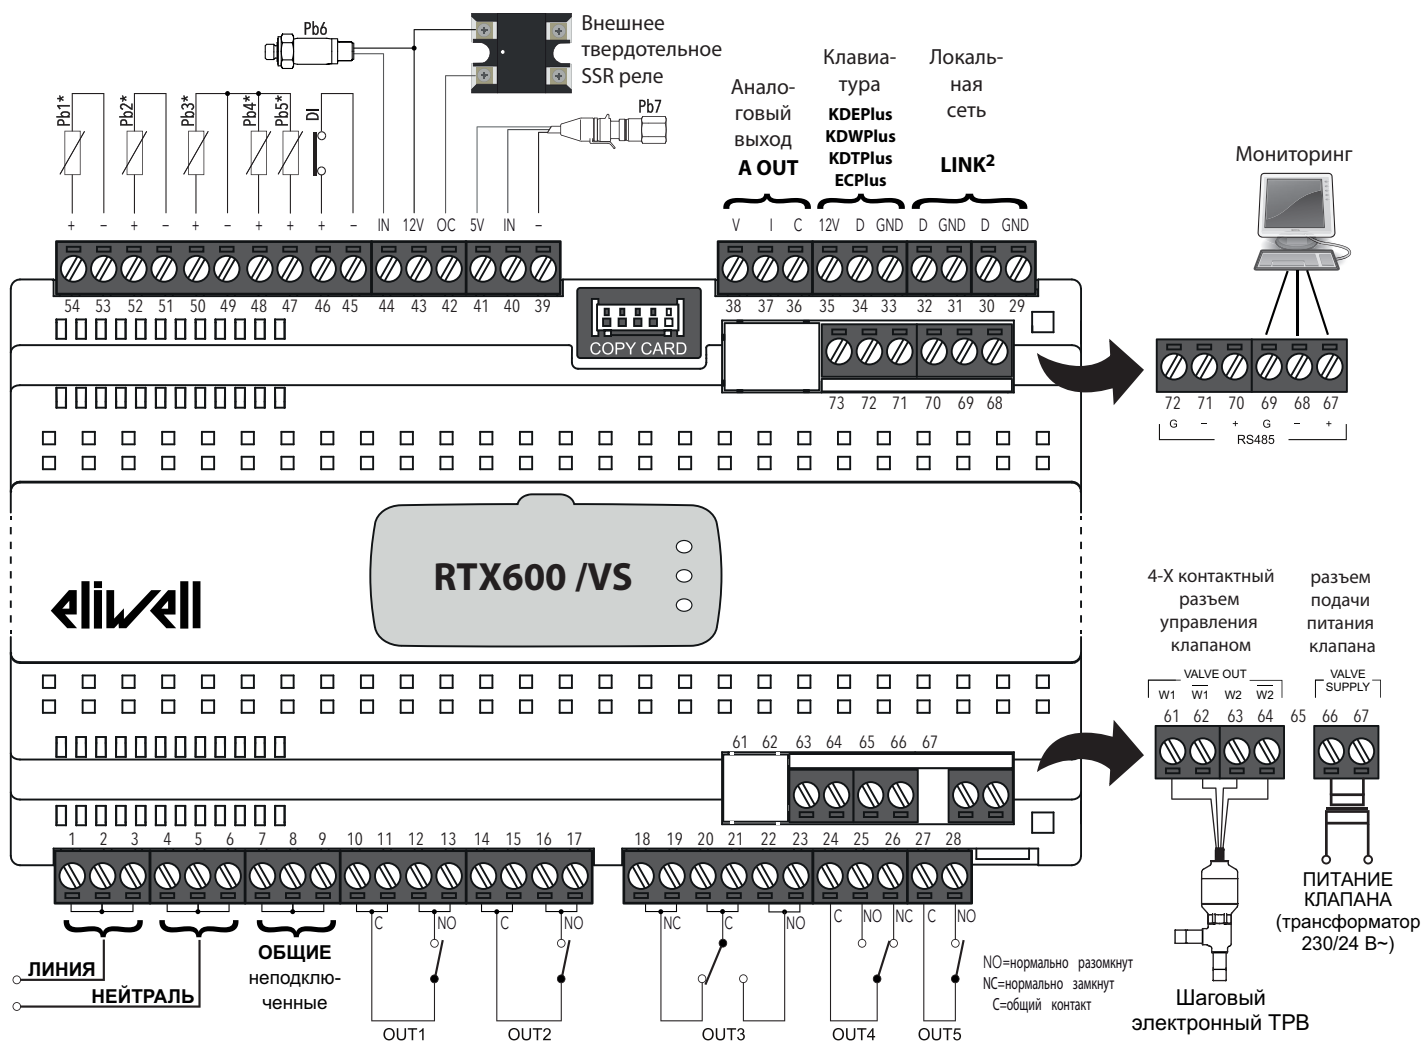 Pb6
Внешнее
твердотельное
SSR реле
Pb1*
Pb2*
Pb3*
Pb4*
Pb5*
DI
Pb7
Анало-
говый
выход
A OUT
Клавиа-
тура
KDEPlus
KDWPlus
KDTPlus
ECPlus
Локаль-
ная
сеть
LINK²
Мониторинг
+ – + – + – + + + – IN 12V OC 5V IN –
V I C 12V D GND D GND D GND
54 53 52 51 50 49 48 47 46 45 44 43 42 41 40 39
38 37 36 35 34 33 32 31 30 29
COPY CARD
73 72 71 70 69 68
72 71 70 69 68 67
G – + G – +
RS485
RTX600 /VS
eliwell
4-Х контактный
разъем
управления
клапаном
разъем
подачи
питания
клапана
VALVE OUT
VALVE
SUPPLY
W1 W̅1̅ W2 W̅2̅
61 62 63 64 65 66 67
61 62 63 64 65 66 67
1 2 3 4 5 6 7 8 9 10 11 12 13 14 15 16 17
18 19 20 21 22 23 24 25 26 27 28
C NO C NO NC C NO C NO NC C NO
ЛИНИЯ
НЕЙТРАЛЬ
ОБЩИЕ
неподклю-
ченные
OUT1 OUT2 OUT3 OUT4 OUT5
NO=нормально разомкнут
NC=нормально замкнут
C=общий контакт
Шаговый
электронный ТРВ
ПИТАНИЕ
КЛАПАНА
(трансформатор
230/24 В~)